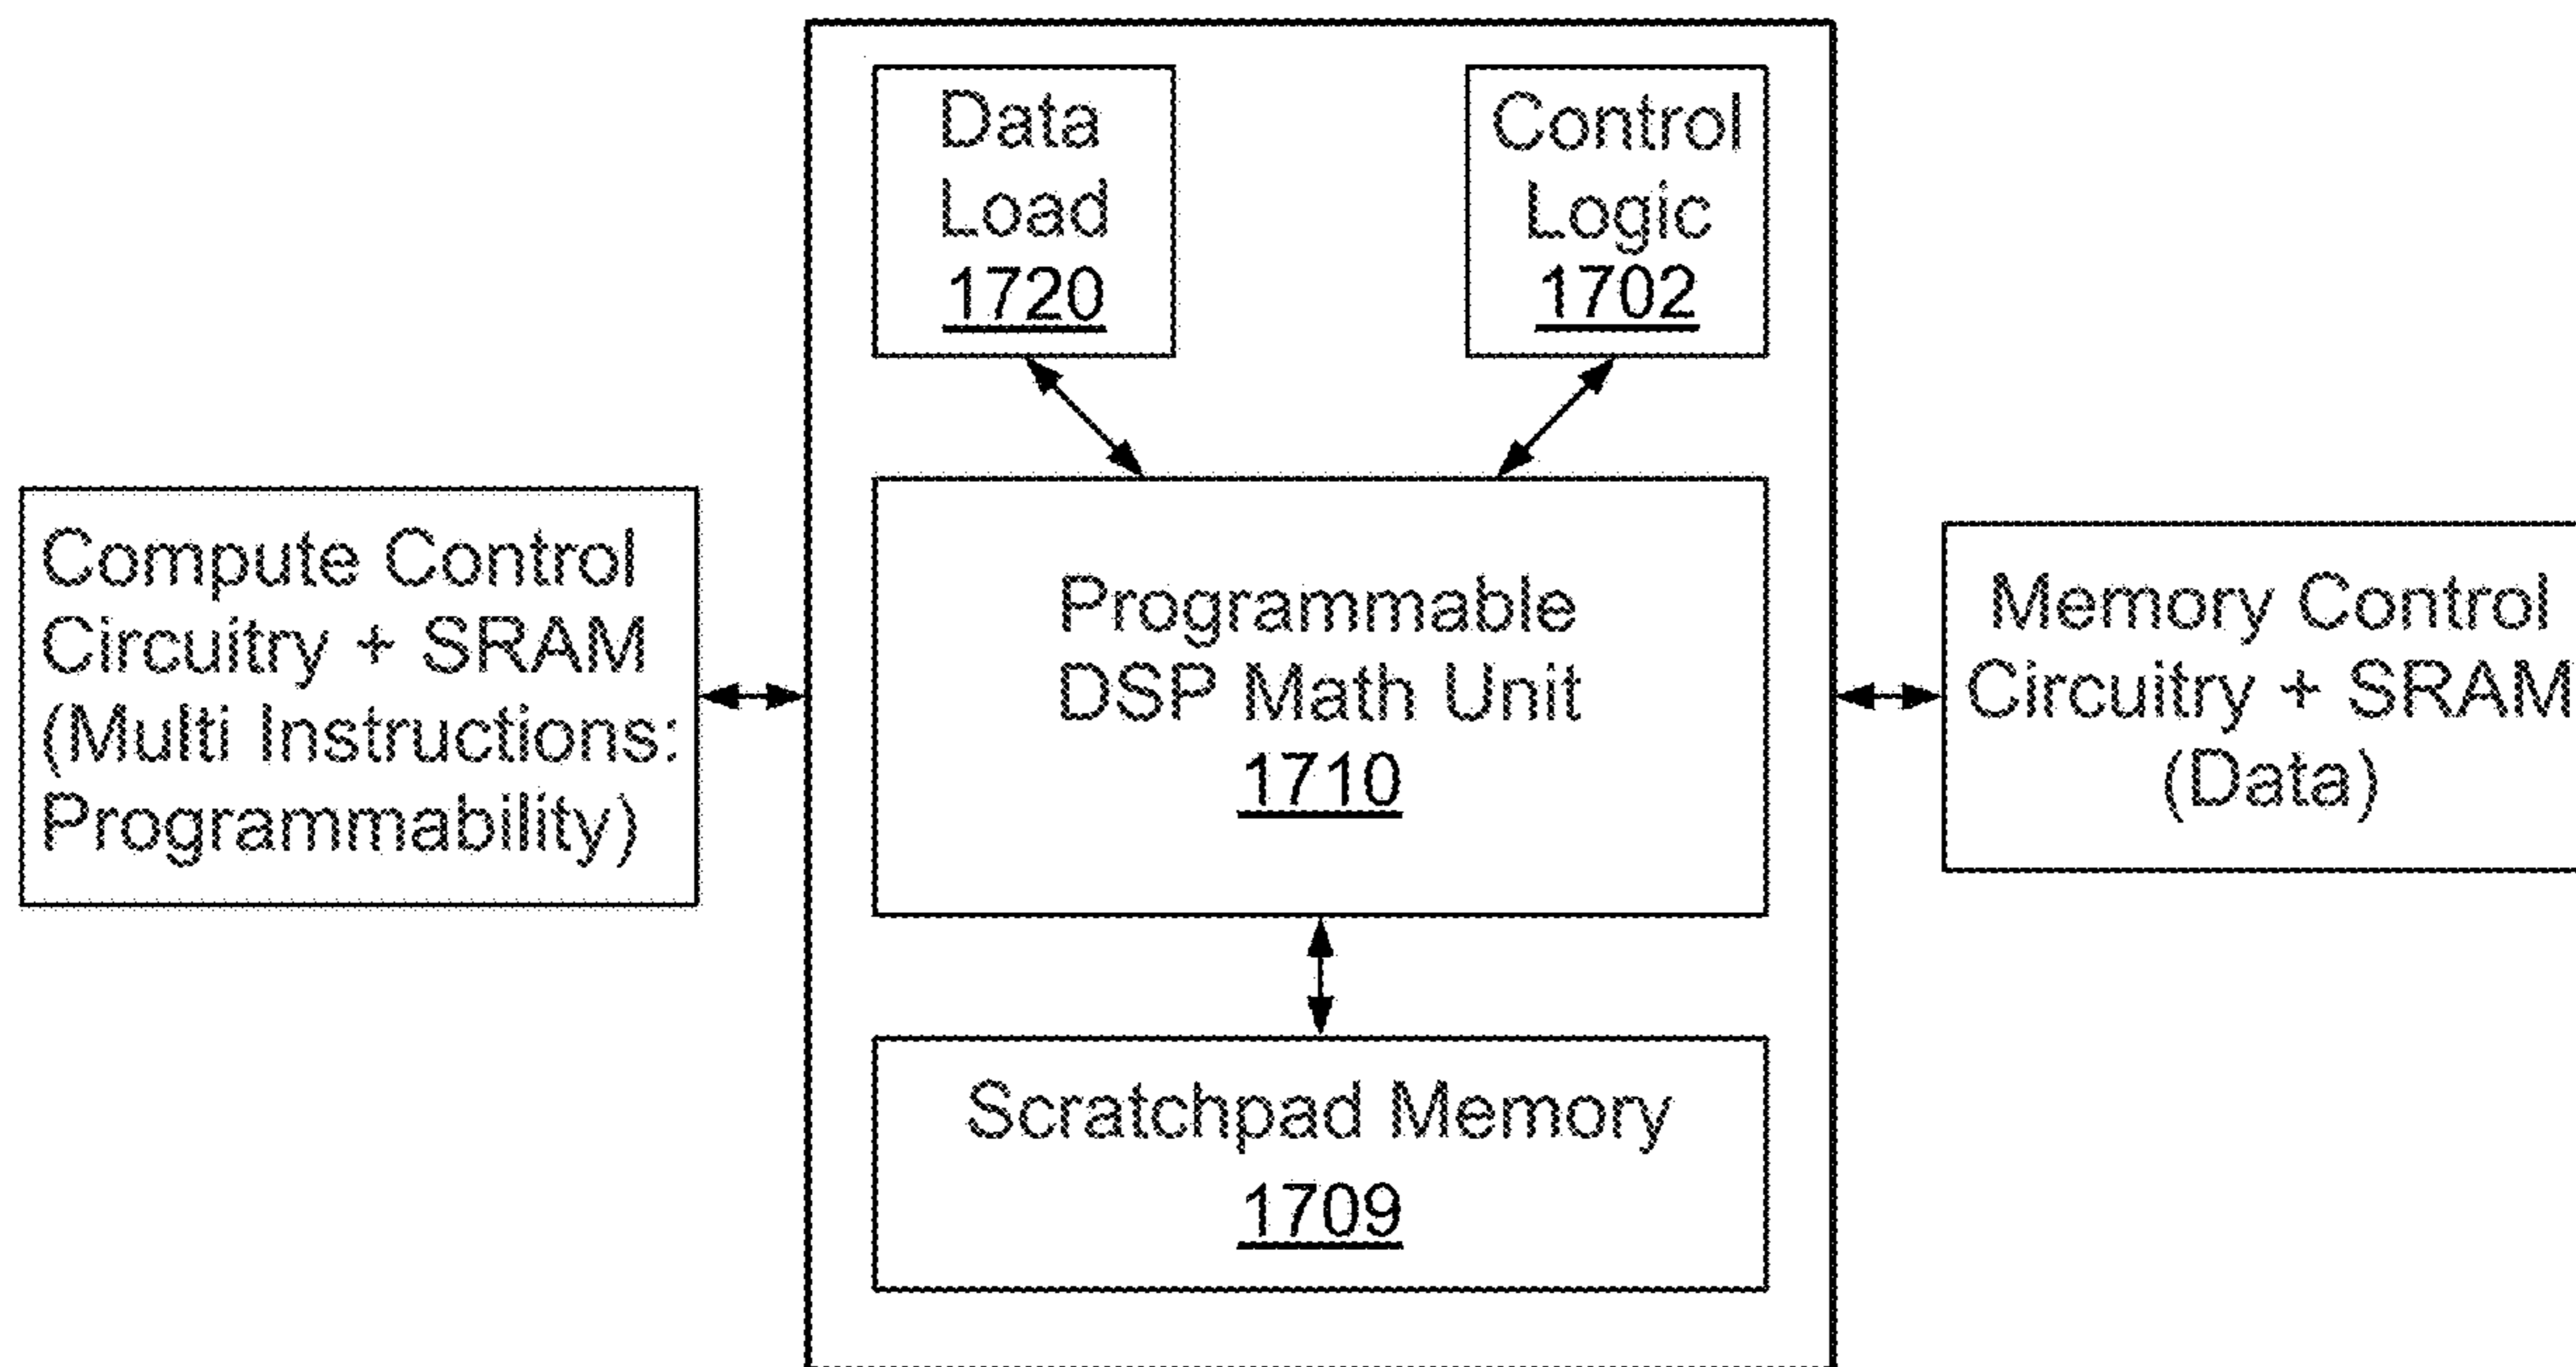 Data
Load
1720
Control
Logic
1702
Compute Control
Circuitry + SRAM
(Multi Instructions:
Programmability)
Programmable
DSP Math Unit
1710
Memory Control
Circuitry + SRAM
(Data)
Scratchpad Memory
1709